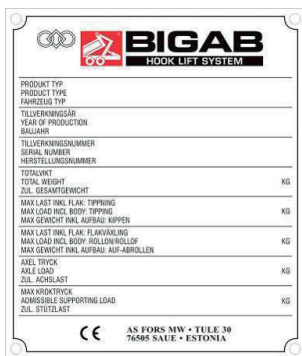 BIGAB
HOOK LIFT SYSTEM
PRODUKT TYP
PRODUCT TYPE
FAHRZEUG TYP
TILLVERKNINGSÅR
YEAR OF PRODUCTION
BAUJAHR
TILLVERKNINGSNUMMER
SERIAL NUMBER
HERSTELLUNGSNUMMER
TOTALVIKT
TOTAL WEIGHT KG
ZUL. GESAMTGEWICHT
MAX LAST INKL FLAK: TIPPNING
MAX LOAD INCL BODY: TIPPING KG
MAX GEWICHT INKL AUFBAU: KIPPEN
MAX LAST INKL FLAK: FLAKVÄXLING
MAX LOAD INCL BODY: ROLLON/ROLLOF KG
MAX GEWICHT INKL AUFBAU: AUF-ABROLLEN
AXEL TRYCK
AXLE LOAD KG
ZUL. ACHSLAST
MAX KROKTRYCK
ADMISSIBLE SUPPORTING LOAD KG
ZUL. STÜTZLAST
CE AS FORS MW • TULE 30
76505 SAUE • ESTONIA